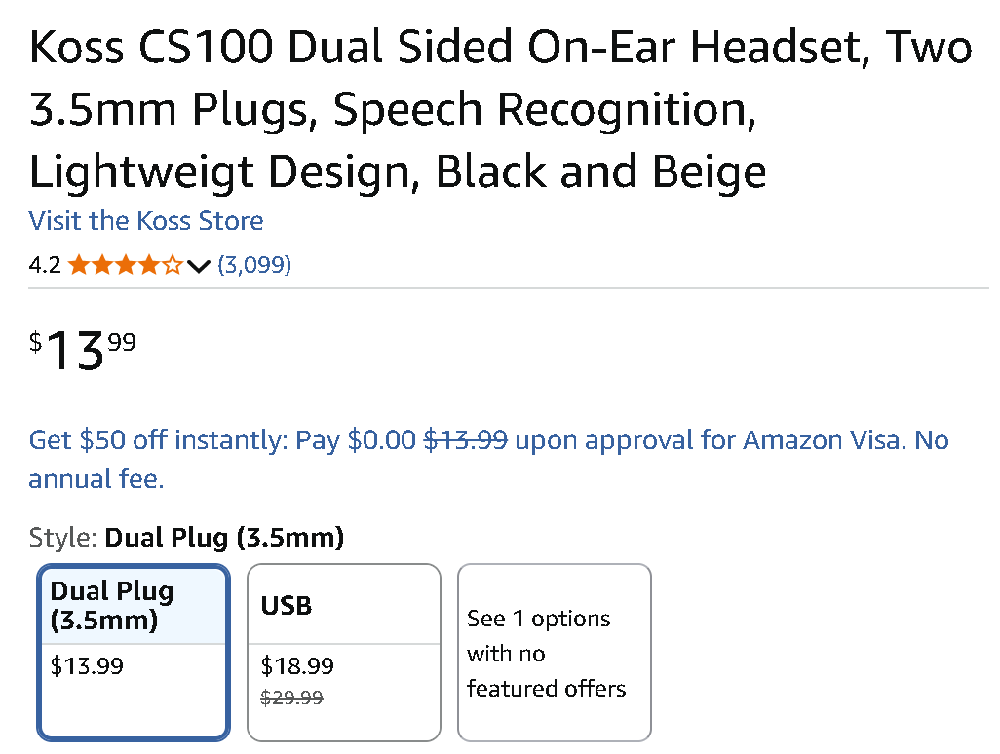 Koss CS100 Dual Sided On-Ear Headset, Two
3.5mm Plugs, Speech Recognition,
Lightweigt Design, Black and Beige
Visit the Koss Store
4.2 (3,099)
$13.99
Get $50 off instantly: Pay $0.00 $13.99 upon approval for Amazon Visa. No
annual fee.
Style: Dual Plug (3.5mm)
Dual Plug
(3.5mm)
$13.99
USB
$18.99
$29.99
See 1 options
with no
featured offers